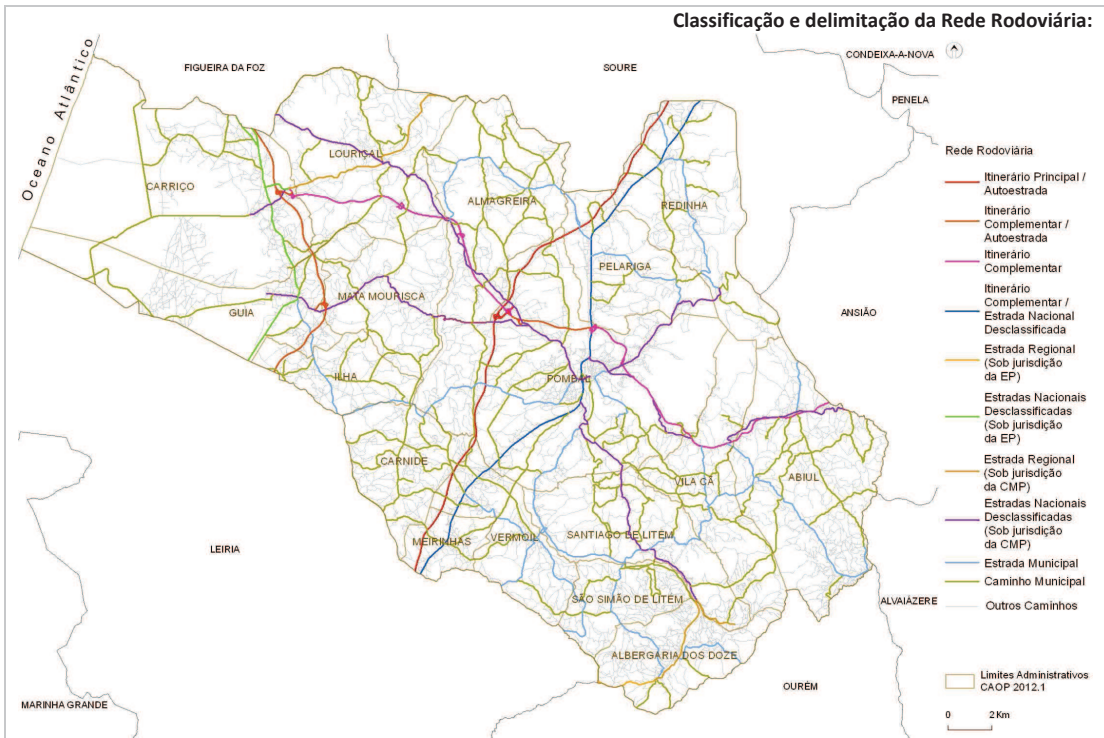 Classificação e delimitação da Rede Rodoviária:
CONDEIXA-A-NOVA
FIGUEIRA DA FOZ
SOURE
PENELA
Oceano Atlântico
LOURIÇAL
CARRIÇO
ALMAGREIRA
REDINHA
PELARIGA
MATA MOURISCA
GUIA
ANSIÃO
ILHA
POMBAL
CARNIDE
VILA CÃ
ABIUL
MEIRINHAS
VERMOIL
SANTIAGO DE LITÉM
LEIRIA
SÃO SIMÃO DE LITÉM
ALVAIÁZERE
ALBERGARIA DOS DOZE
OURÉM
MARINHA GRANDE
Rede Rodoviária
Itinerário Principal /
Autoestrada
Itinerário
Complementar /
Autoestrada
Itinerário
Complementar
Itinerário
Complementar /
Estrada Nacional
Desclassificada
Estrada Regional
(Sob jurisdição
da EP)
Estradas Nacionais
Desclassificadas
(Sob jurisdição
da EP)
Estrada Regional
(Sob jurisdição
da CMP)
Estradas Nacionais
Desclassificadas
(Sob jurisdição
da CMP)
Estrada Municipal
Caminho Municipal
Outros Caminhos
Limites Administrativos
CAOP 2012.1
0 2 Km